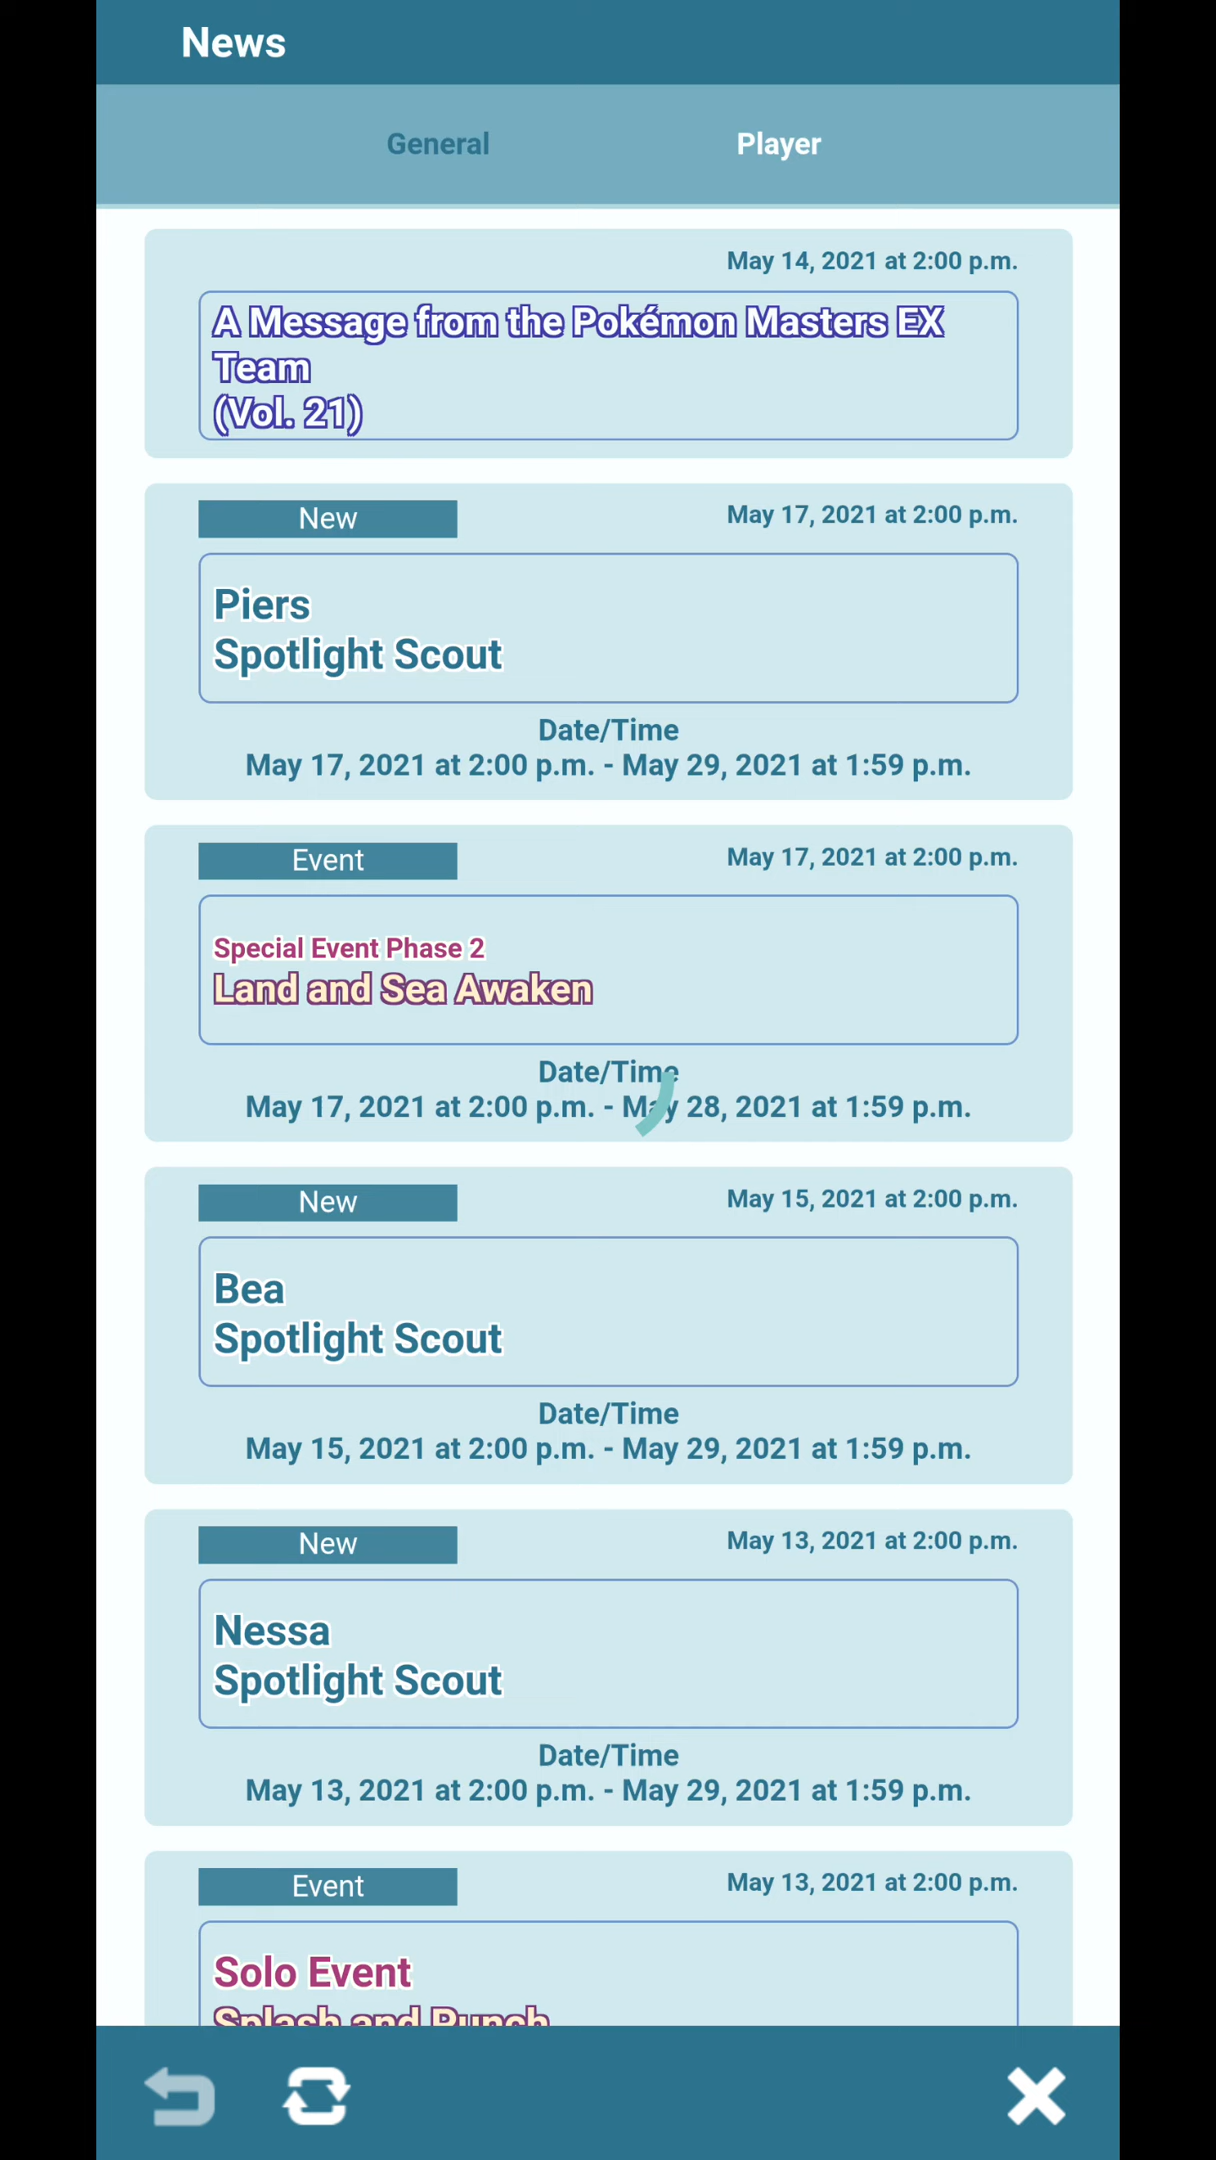 News
General
Player
May 14, 2021 at 2:00 p.m.
A Message from the Pokémon Masters EX
Team
(Vol. 21)
New
May 17, 2021 at 2:00 p.m.
Piers
Spotlight Scout
Date/Time
May 17, 2021 at 2:00 p.m. - May 29, 2021 at 1:59 p.m.
Event
May 17, 2021 at 2:00 p.m.
Special Event Phase 2
Land and Sea Awaken
Date/Time
May 17, 2021 at 2:00 p.m. - May 28, 2021 at 1:59 p.m.
New
May 15, 2021 at 2:00 p.m.
Bea
Spotlight Scout
Date/Time
May 15, 2021 at 2:00 p.m. - May 29, 2021 at 1:59 p.m.
New
May 13, 2021 at 2:00 p.m.
Nessa
Spotlight Scout
Date/Time
May 13, 2021 at 2:00 p.m. - May 29, 2021 at 1:59 p.m.
Event
May 13, 2021 at 2:00 p.m.
Solo Event
Splash and Punch